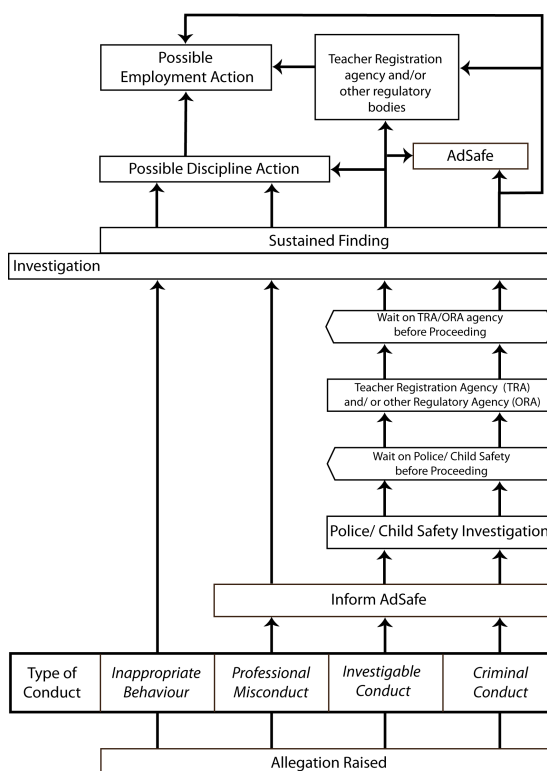 Possible
Employment Action
Teacher Registration
agency and/or
other regulatory
bodies
AdSafe
Possible Discipline Action
Sustained Finding
Investigation
Wait on TRA/ORA agency
before Proceeding
Teacher Registration Agency (TRA)
and/ or other Regulatory Agency (ORA)
Wait on Police/ Child Safety
before Proceeding
Police/ Child Safety Investigation
Inform AdSafe
Type of
Conduct
Inappropriate
Behaviour
Professional
Misconduct
Investigable
Conduct
Criminal
Conduct
Allegation Raised